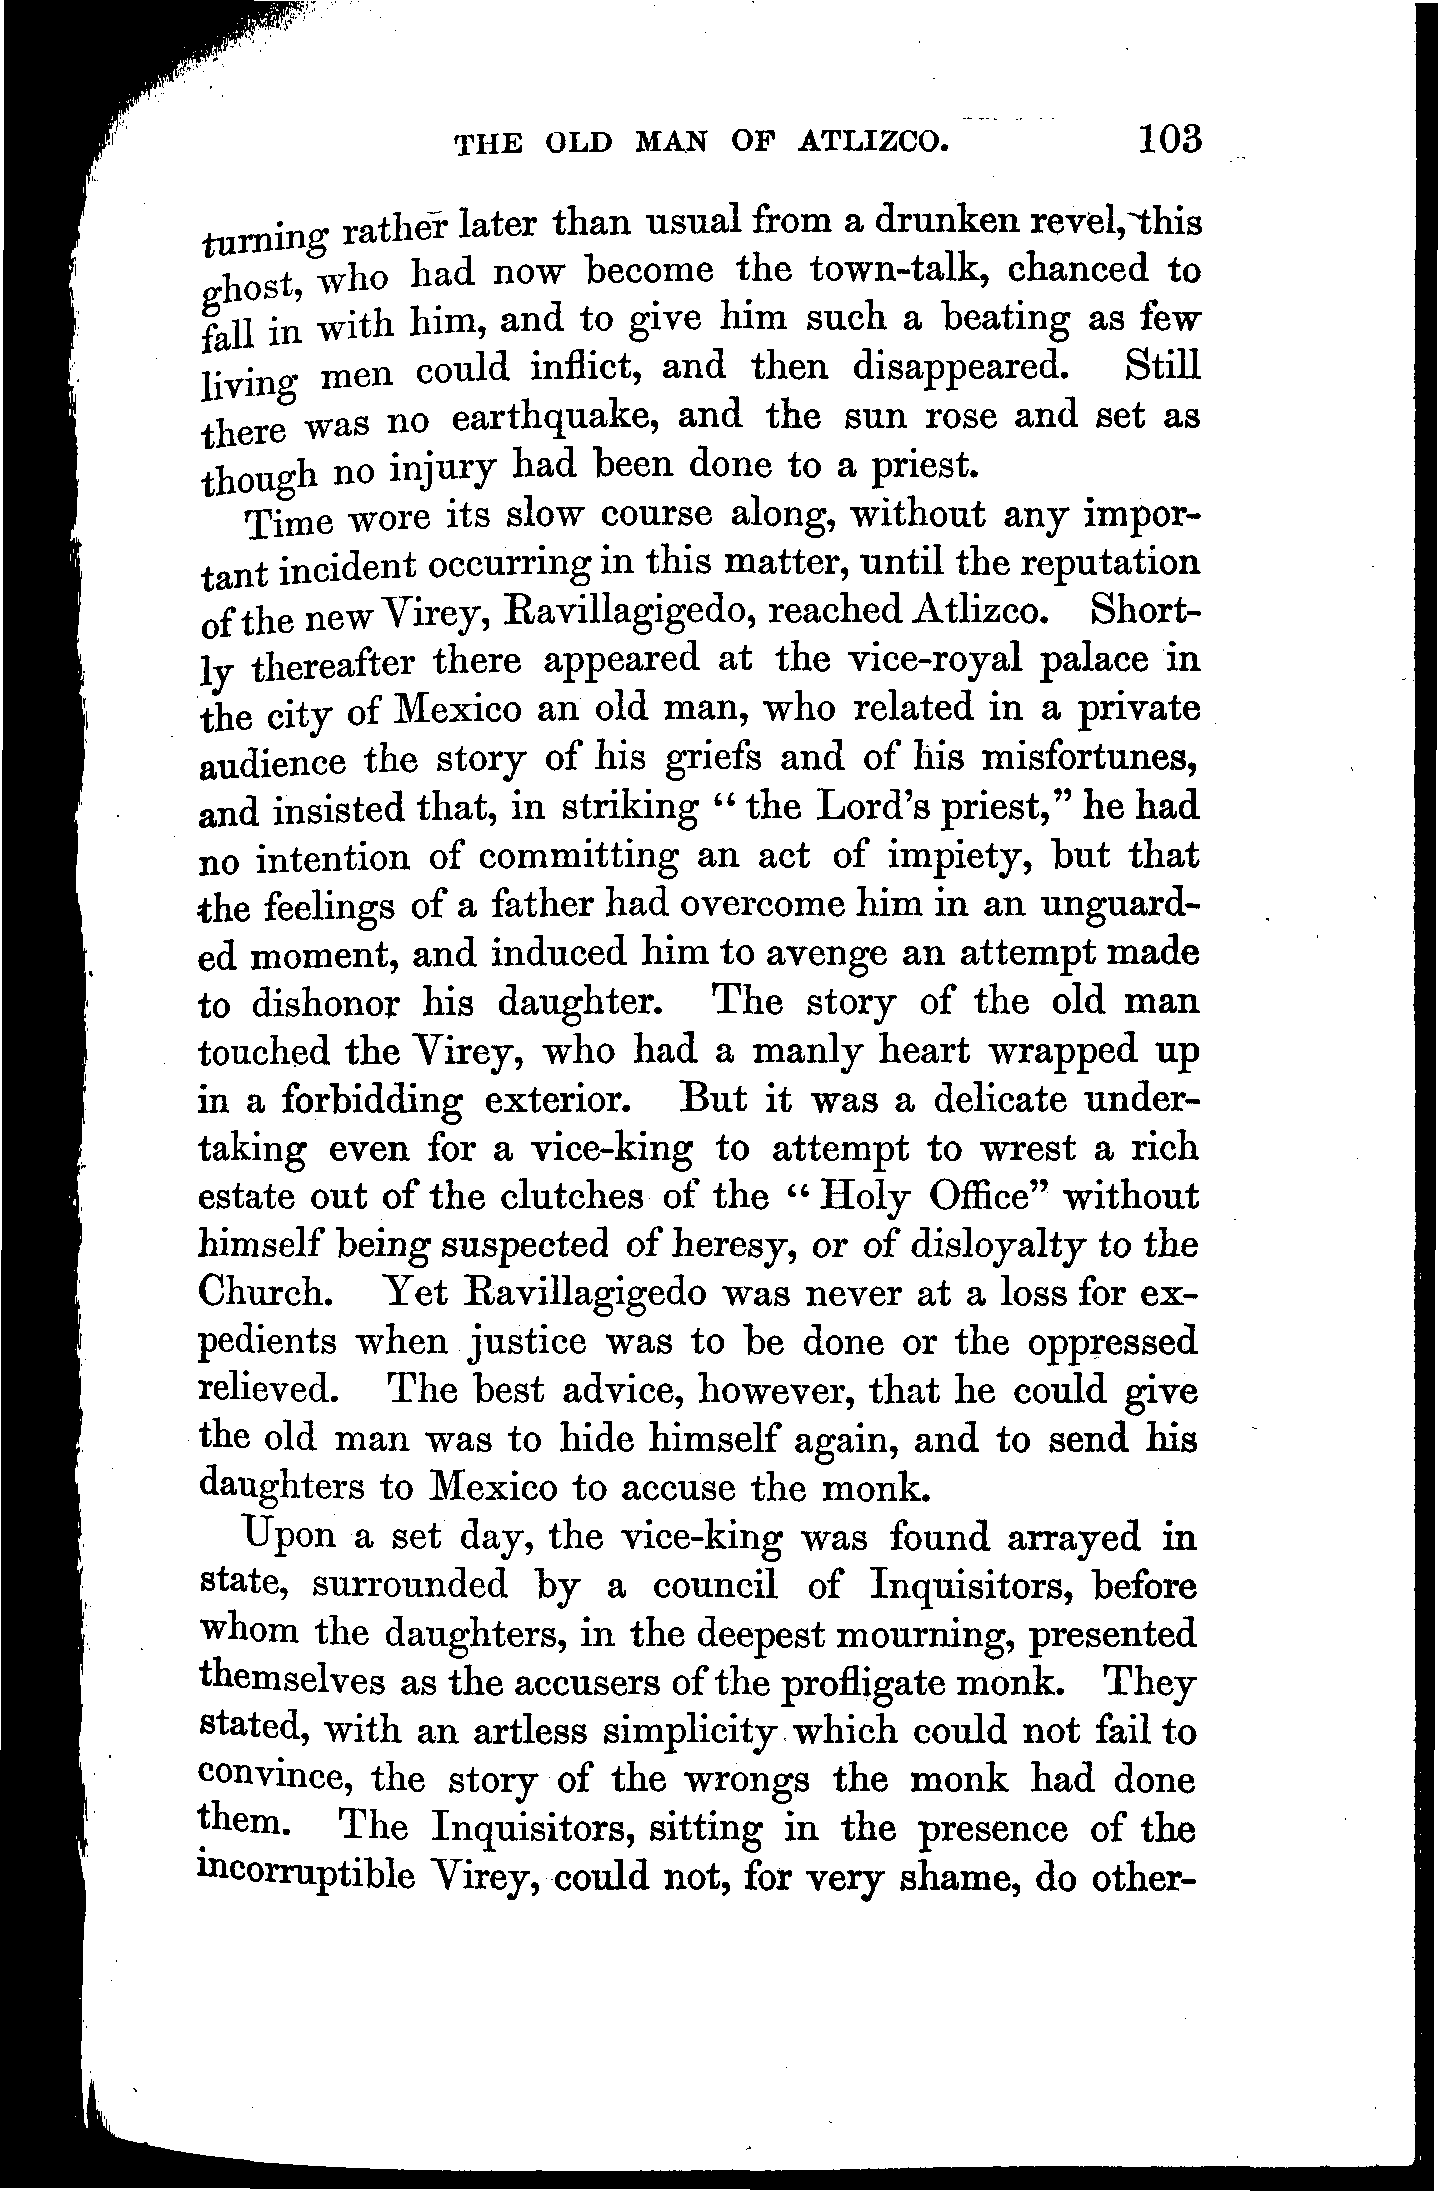 THE OLD MAN OF ATLIZCO. 103
turning rather later than usual from a drunken revel, this
ghost, who had now become the town-talk, chanced to
fall in with him, and to give him such a beating as few
living men could inflict, and then disappeared. Still
there was no earthquake, and the sun rose and set as
though no injury had been done to a priest.
Time wore its slow course along, without any impor-
tant incident occurring in this matter, until the reputation
of the new Virey, Ravillagigedo, reached Atlizco. Short-
ly thereafter there appeared at the vice-royal palace in
the city of Mexico an old man, who related in a private
audience the story of his griefs and of his misfortunes,
and insisted that, in striking "the Lord's priest," he had
no intention of committing an act of impiety, but that
the feelings of a father had overcome him in an unguard-
ed moment, and induced him to avenge an attempt made
to dishonor his daughter. The story of the old man
touched the Virey, who had a manly heart wrapped up
in a forbidding exterior. But it was a delicate under-
taking even for a vice-king to attempt to wrest a rich
estate out of the clutches of the "Holy Office" without
himself being suspected of heresy, or of disloyalty to the
Church. Yet Ravillagigedo was never at a loss for ex-
pedients when justice was to be done or the oppressed
relieved. The best advice, however, that he could give
the old man was to hide himself again, and to send his
daughters to Mexico to accuse the monk.
Upon a set day, the vice-king was found arrayed in
state, surrounded by a council of Inquisitors, before
whom the daughters, in the deepest mourning, presented
themselves as the accusers of the profligate monk. They
stated, with an artless simplicity which could not fail to
convince, the story of the wrongs the monk had done
them. The Inquisitors, sitting in the presence of the
incorruptible Virey, could not, for very shame, do other-